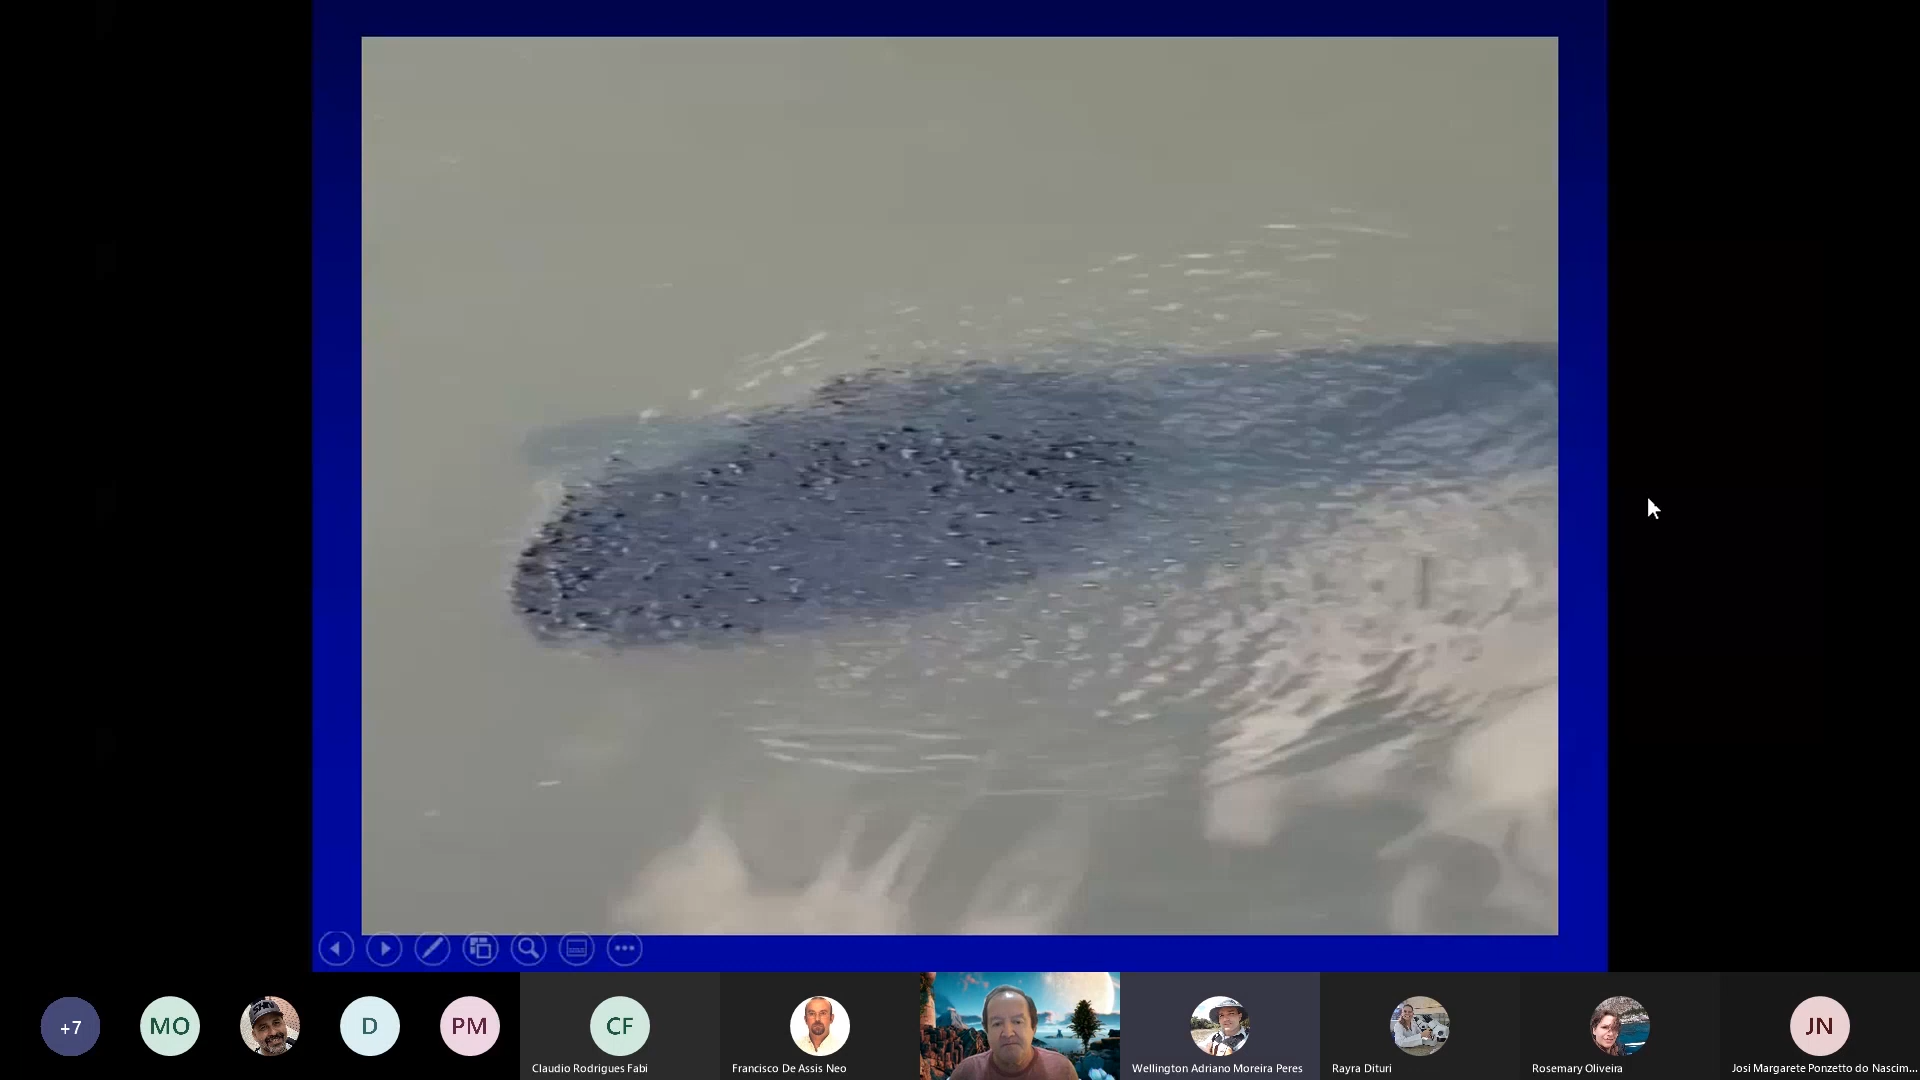 +7
MO
D
PM
CF
JN
Claudio Rodrigues Fabi
Francisco De Assis Neo
Wellington Adriano Moreira Peres
Rayra Dituri
Rosemary Oliveira
Josi Margarete Ponzetto do Nascim...